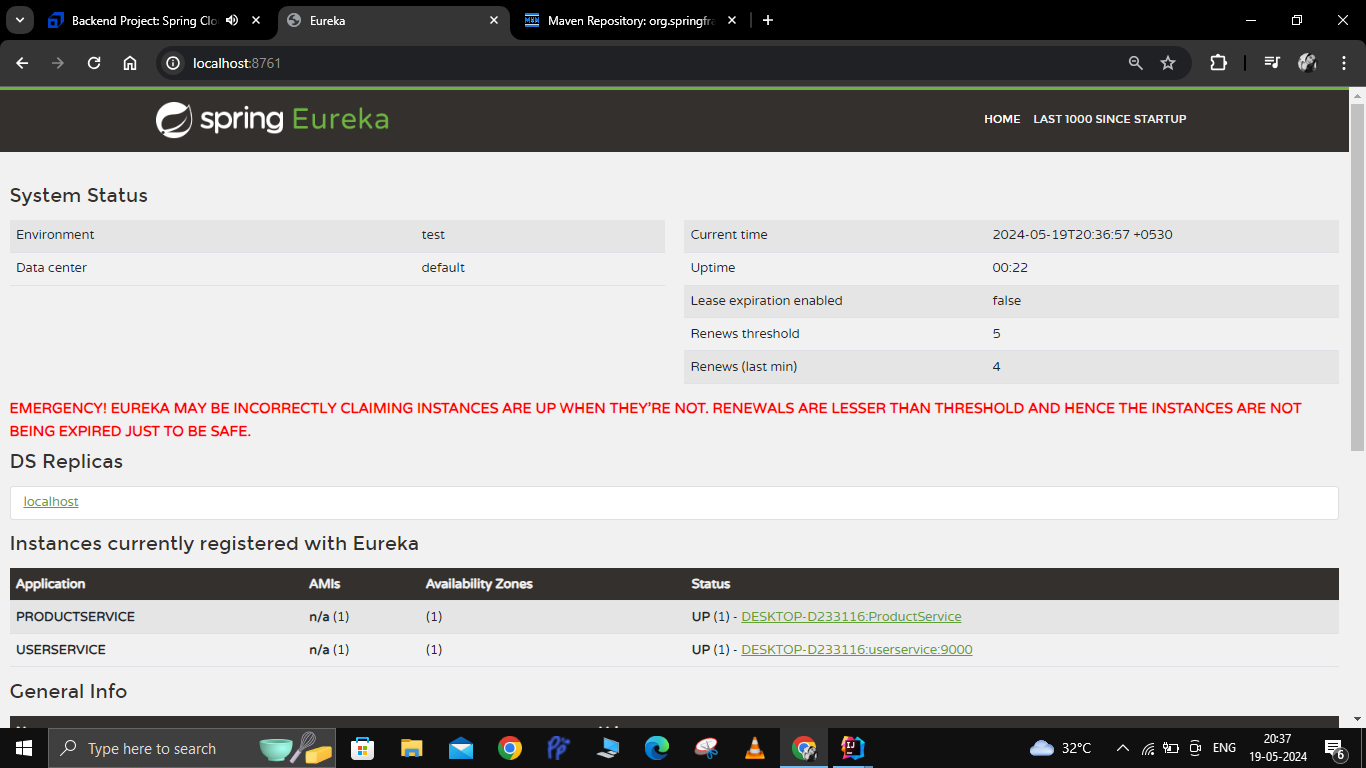 Backend Project: Spring Clo
Eureka
Maven Repository: org.springfra
localhost:8761
spring Eureka
HOME
LAST 1000 SINCE STARTUP
System Status
Environment test
Data center default
Current time 2024-05-19T20:36:57 +0530
Uptime 00:22
Lease expiration enabled false
Renews threshold 5
Renews (last min) 4
EMERGENCY! EUREKA MAY BE INCORRECTLY CLAIMING INSTANCES ARE UP WHEN THEY'RE NOT. RENEWALS ARE LESSER THAN THRESHOLD AND HENCE THE INSTANCES ARE NOT
BEING EXPIRED JUST TO BE SAFE.
DS Replicas
localhost
Instances currently registered with Eureka
Application AMIs Availability Zones Status
PRODUCTSERVICE n/a (1) (1) UP (1) - DESKTOP-D233116:ProductService
USERSERVICE n/a (1) (1) UP (1) - DESKTOP-D233116:userservice:9000
General Info
Type here to search
32°C
ENG
20:37
19-05-2024
6